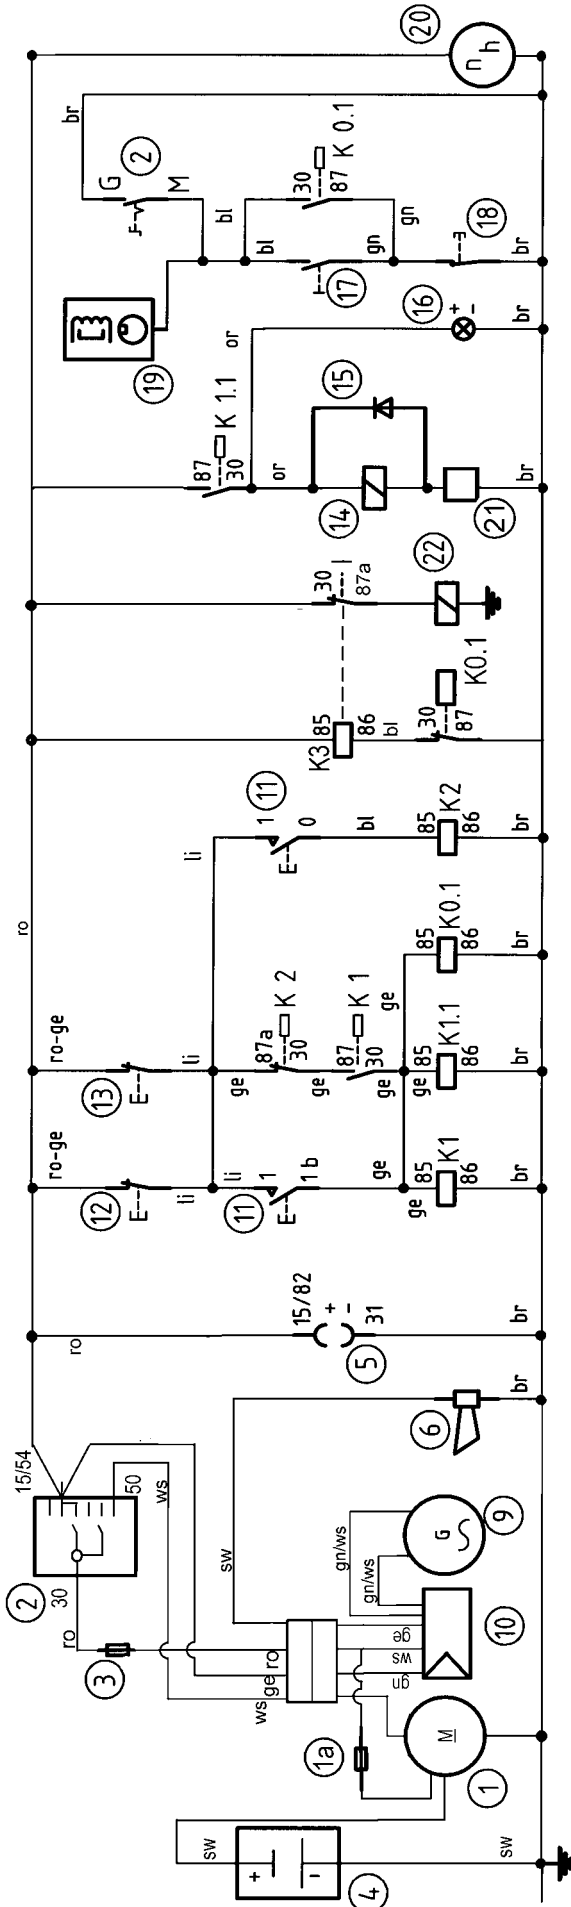 20
n h
br
G
2
M
bl
30
87
K 0.1
bl
gn
gn
17
18
br
19
or
16
+
-
br
87
30
K 1.1
or
15
14
21
br
30
87a
22
K3
85
86
bl
30
87
K0.1
ro
li
11
1
0
bl
85
86
K2
br
ro-ge
13
li
ge
87a
30
K 2
ge
87
30
K 1
ge
ge
85
86
K1.1
br
85
86
K0.1
br
ro-ge
12
li
li
11
1
1 b
ge
ge
85
86
K1
br
ro
15/82
+
-
31
5
br
15/54
50
2
30
ro
ws
3
sw
6
br
ws
ge
ro
gn/ws
gn/ws
G
9
ge
ws
gn
10
1a
M
1
sw
+
-
4
sw